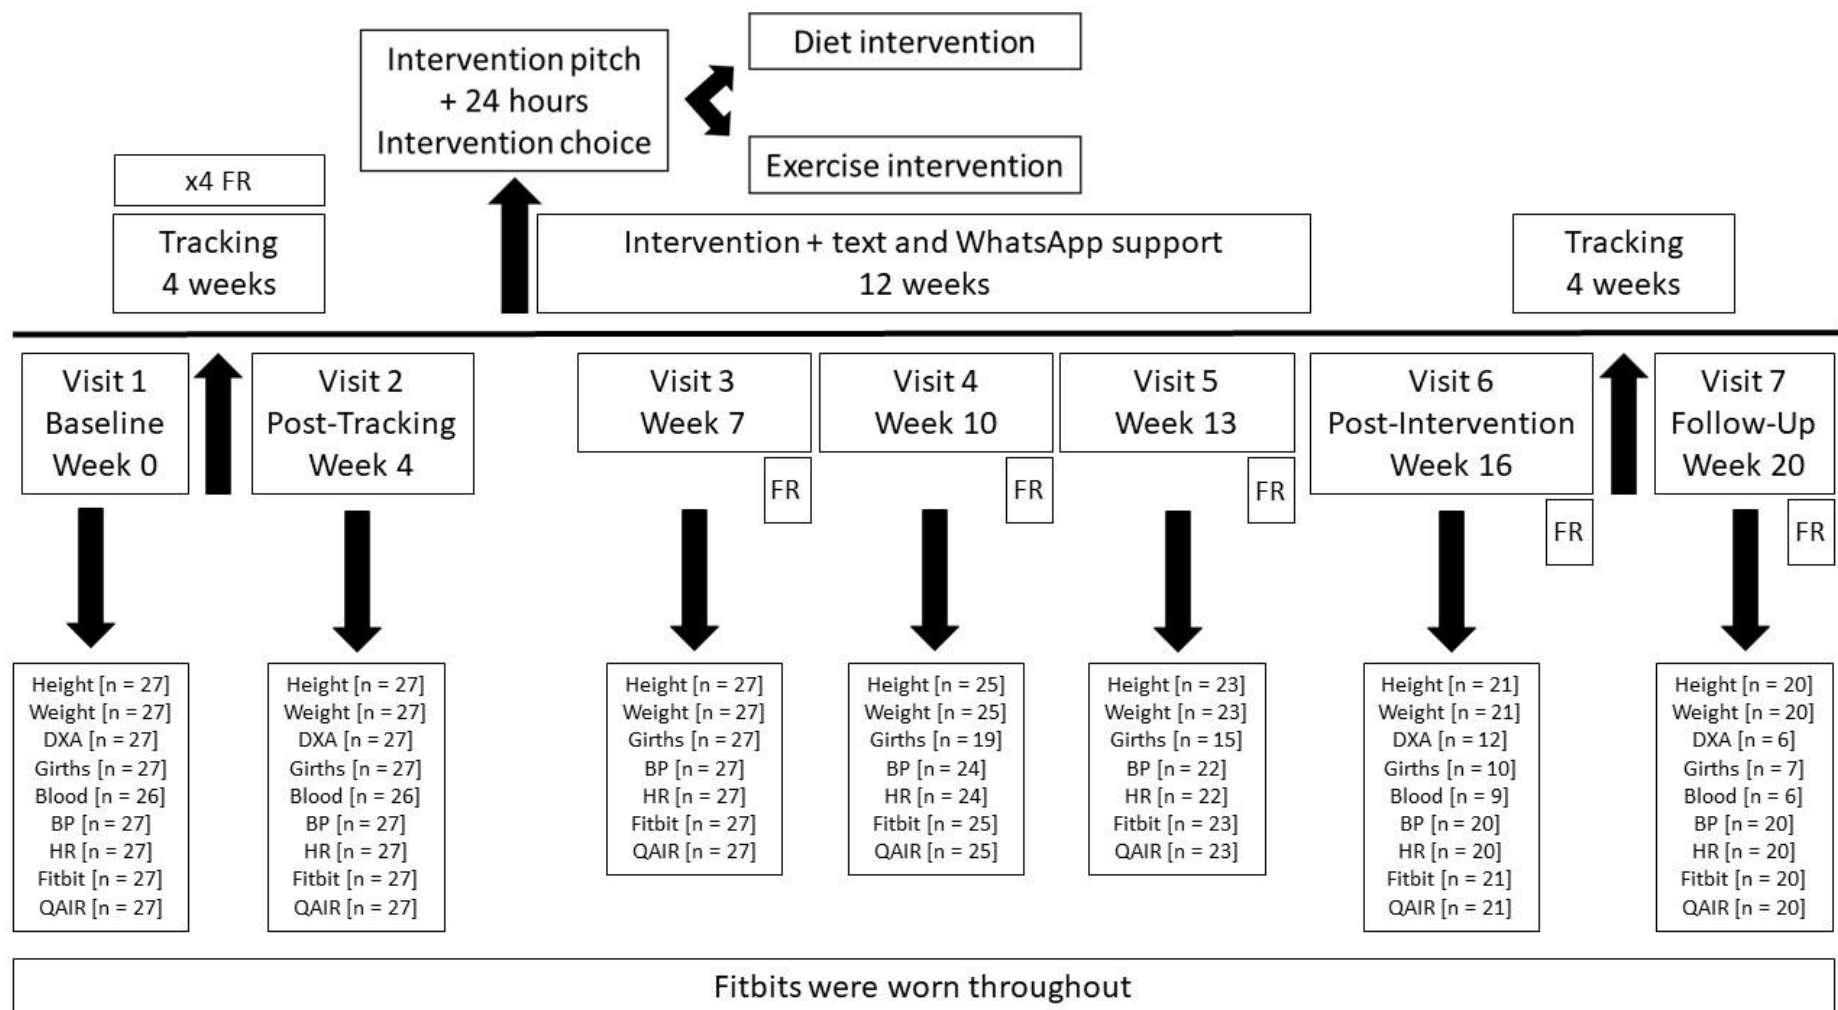 Intervention pitch
+ 24 hours
Intervention choice
Diet intervention
Exercise intervention
x4 FR
Tracking
4 weeks
Intervention + text and WhatsApp support
12 weeks
Tracking
4 weeks
Visit 1
Baseline
Week 0
Visit 2
Post-Tracking
Week 4
Visit 3
Week 7
FR
Visit 4
Week 10
FR
Visit 5
Week 13
FR
Visit 6
Post-Intervention
Week 16
FR
Visit 7
Follow-Up
Week 20
FR
Height [n = 27]
Weight [n = 27]
DXA [n = 27]
Girths [n = 27]
Blood [n = 26]
BP [n = 27]
HR [n = 27]
Fitbit [n = 27]
QAIR [n = 27]
Height [n = 27]
Weight [n = 27]
DXA [n = 27]
Girths [n = 27]
Blood [n = 26]
BP [n = 27]
HR [n = 27]
Fitbit [n = 27]
QAIR [n = 27]
Height [n = 27]
Weight [n = 27]
Girths [n = 27]
BP [n = 27]
HR [n = 27]
Fitbit [n = 27]
QAIR [n = 27]
Height [n = 25]
Weight [n = 25]
Girths [n = 19]
BP [n = 24]
HR [n = 24]
Fitbit [n = 25]
QAIR [n = 25]
Height [n = 23]
Weight [n = 23]
Girths [n = 15]
BP [n = 22]
HR [n = 22]
Fitbit [n = 23]
QAIR [n = 23]
Height [n = 21]
Weight [n = 21]
DXA [n = 12]
Girths [n = 10]
Blood [n = 9]
BP [n = 20]
HR [n = 20]
Fitbit [n = 21]
QAIR [n = 21]
Height [n = 20]
Weight [n = 20]
DXA [n = 6]
Girths [n = 7]
Blood [n = 6]
BP [n = 20]
HR [n = 20]
Fitbit [n = 20]
QAIR [n = 20]
Fitbits were worn throughout